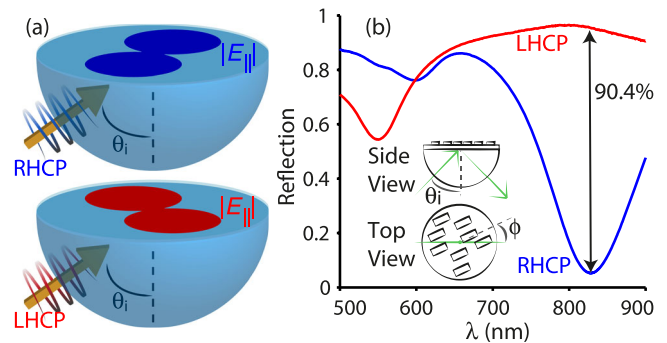 (a)
|E||| 
RHCP
θi
|E|||
LHCP
θi
(b)
Reflection
1
0.8
0.6
0.4
0.2
0
500
600
700
800
900
λ (nm)
LHCP
90.4%
RHCP
Side
View
θi
Top
View
ϕ